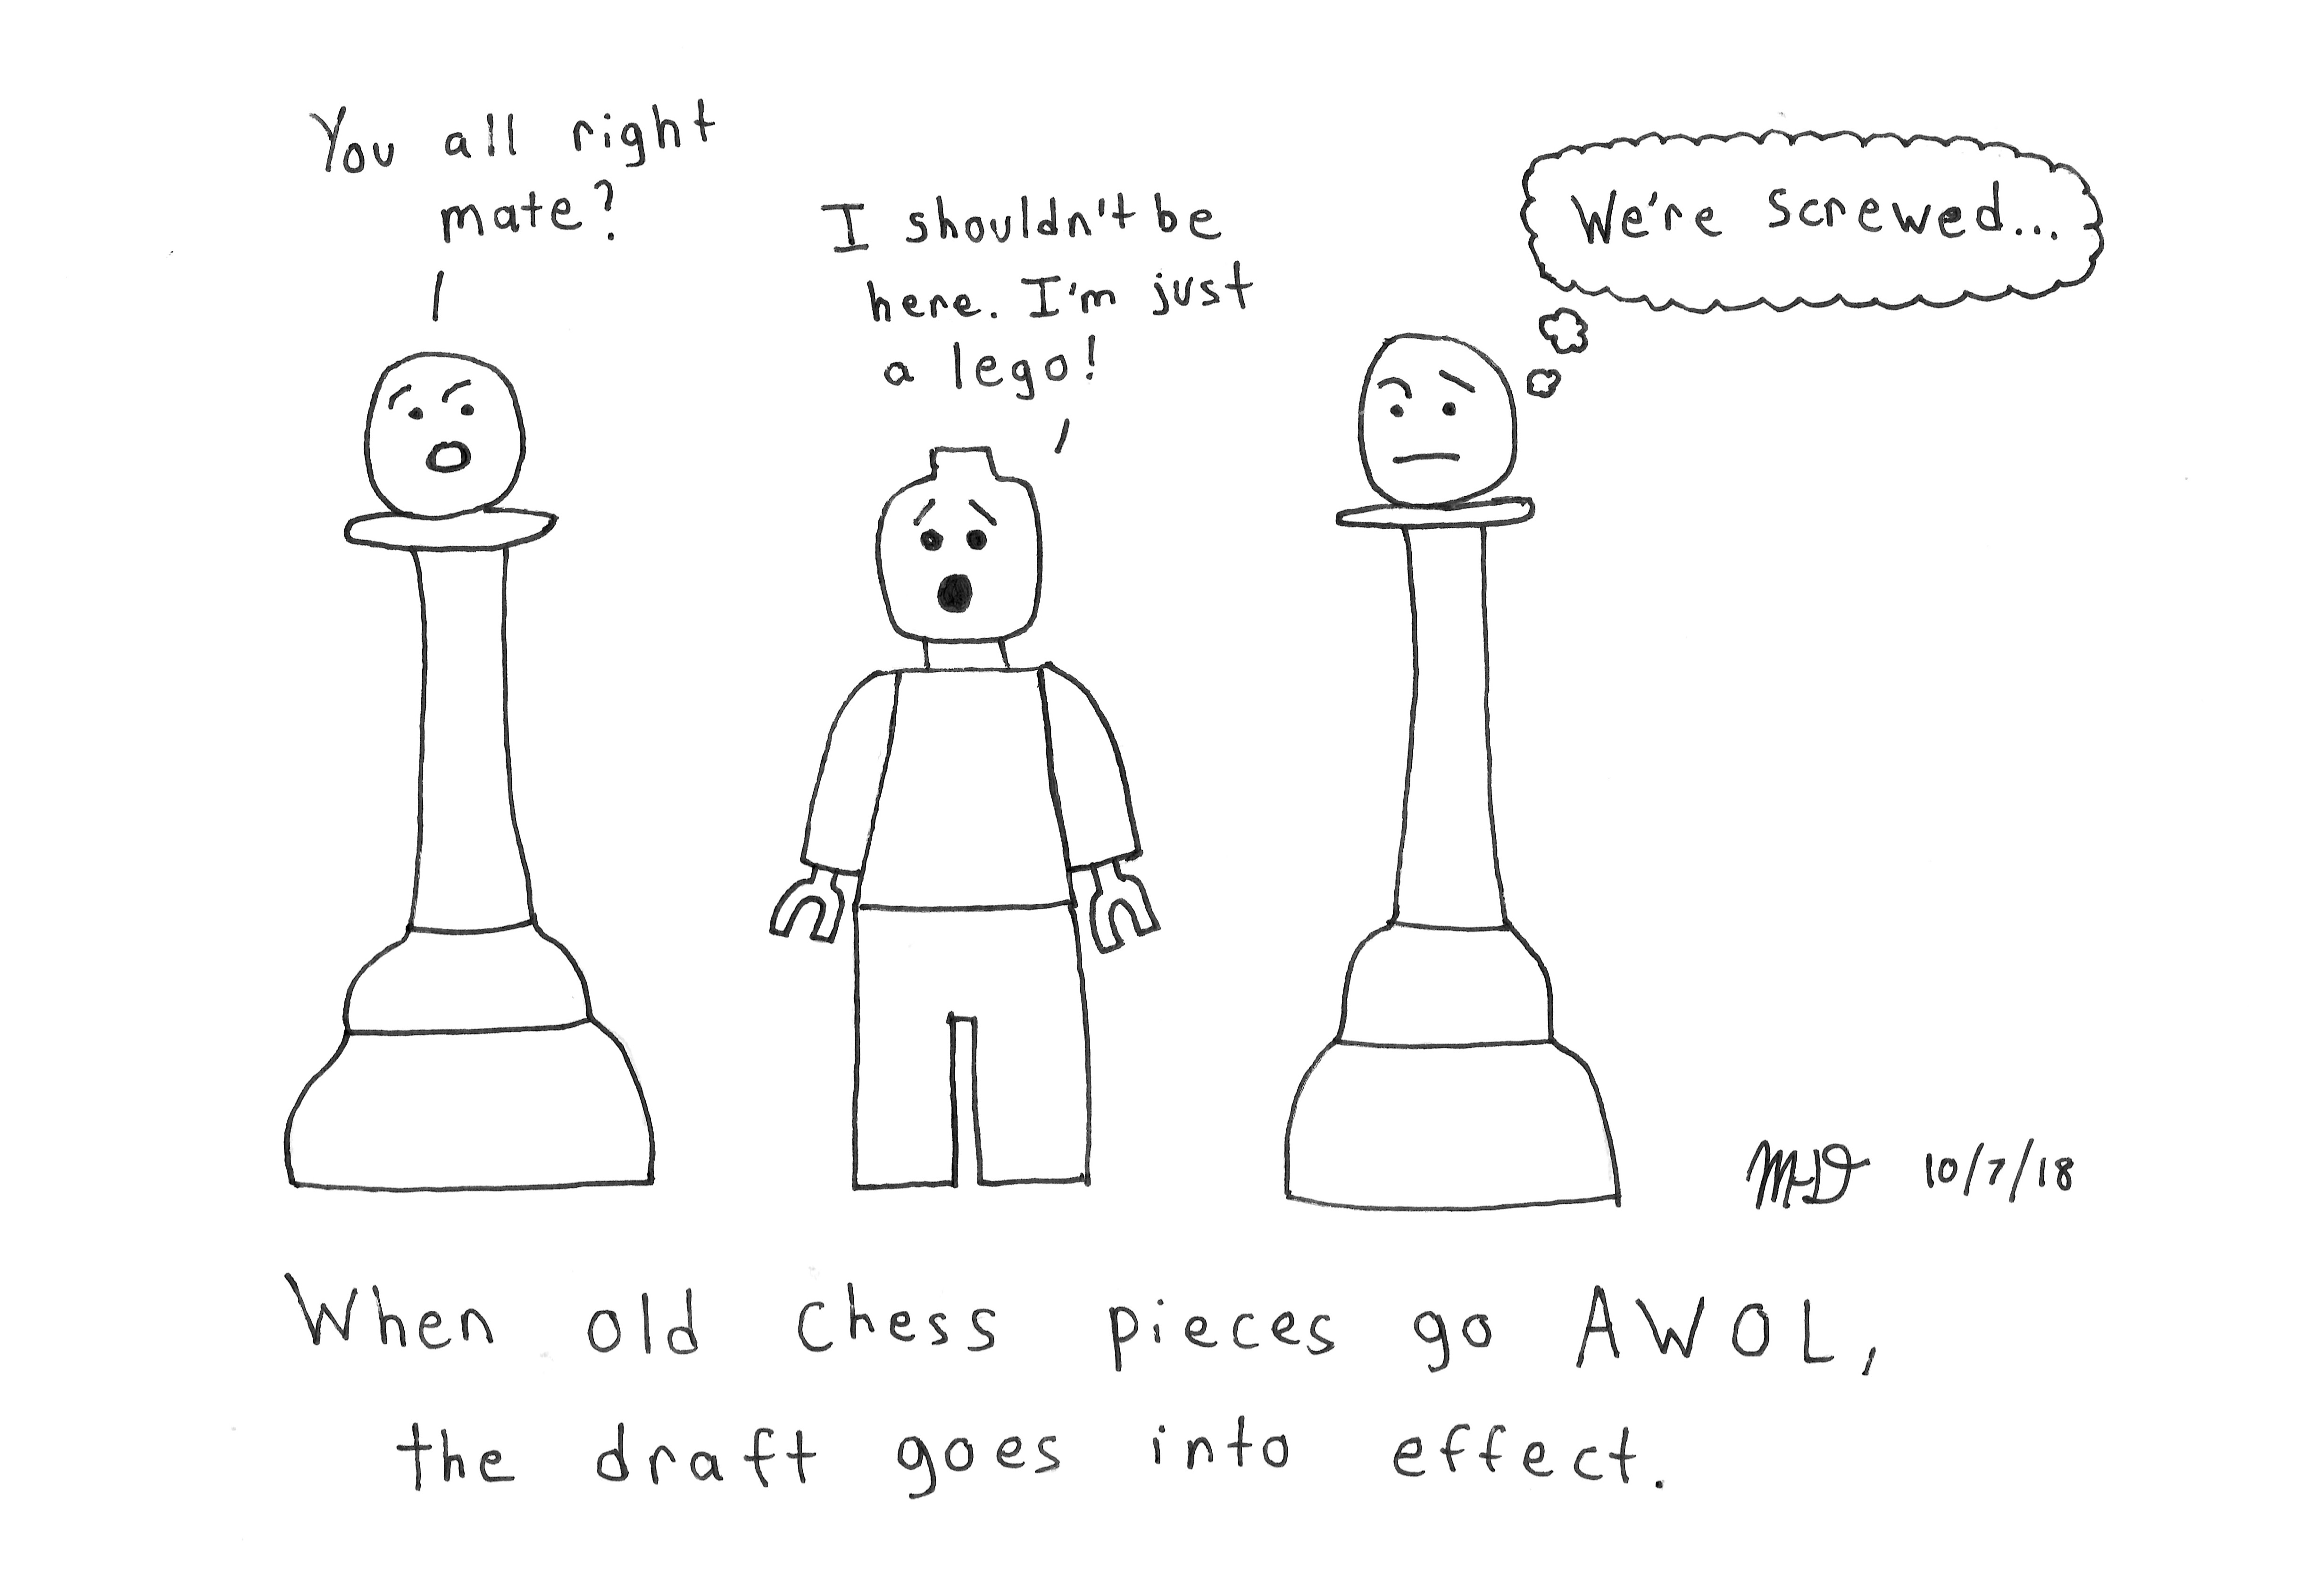 You all right
mate?
I shouldn't be
here. I'm just
a lego!
We're screwed...
MD 10/7/18
When old chess pieces go AWOL,
the draft goes into effect.